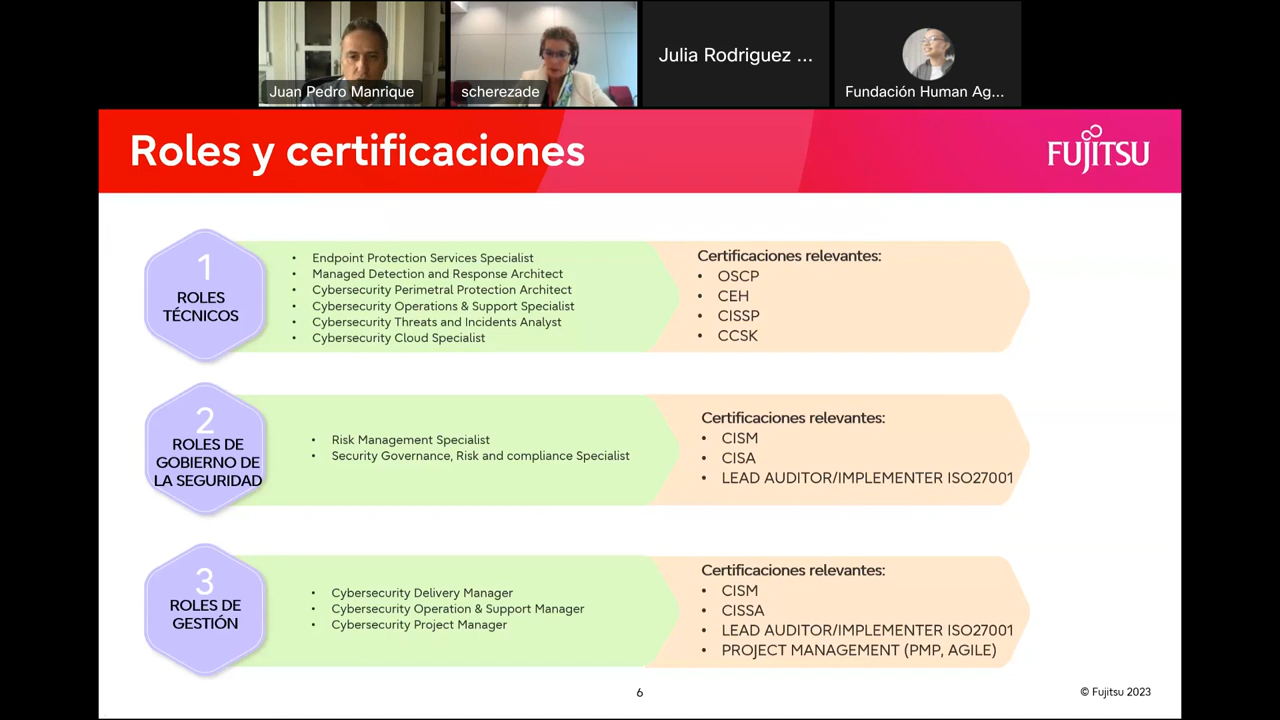 Juan Pedro Manrique
scherezade
Julia Rodriguez ...
Fundación Human Ag...
Roles y certificaciones
FUJITSU
1
ROLES
TÉCNICOS
• Endpoint Protection Services Specialist
• Managed Detection and Response Architect
• Cybersecurity Perimetral Protection Architect
• Cybersecurity Operations & Support Specialist
• Cybersecurity Threats and Incidents Analyst
• Cybersecurity Cloud Specialist
Certificaciones relevantes:
• OSCP
• CEH
• CISSP
• CCSK
2
ROLES DE
GOBIERNO DE
LA SEGURIDAD
• Risk Management Specialist
• Security Governance, Risk and compliance Specialist
Certificaciones relevantes:
• CISM
• CISA
• LEAD AUDITOR/IMPLEMENTER ISO27001
3
ROLES DE
GESTIÓN
• Cybersecurity Delivery Manager
• Cybersecurity Operation & Support Manager
• Cybersecurity Project Manager
Certificaciones relevantes:
• CISM
• CISSA
• LEAD AUDITOR/IMPLEMENTER ISO27001
• PROJECT MANAGEMENT (PMP, AGILE)
6
© Fujitsu 2023